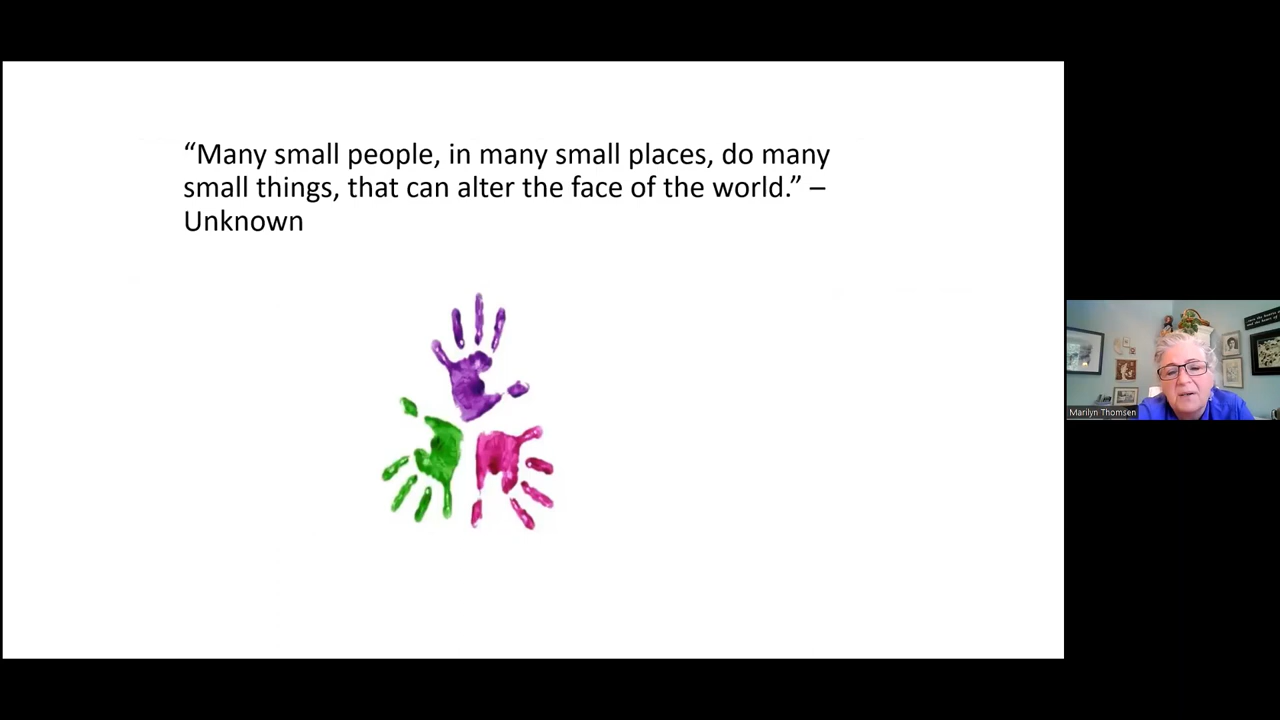 “Many small people, in many small places, do many
small things, that can alter the face of the world.” –
Unknown
Marilyn Thomsen